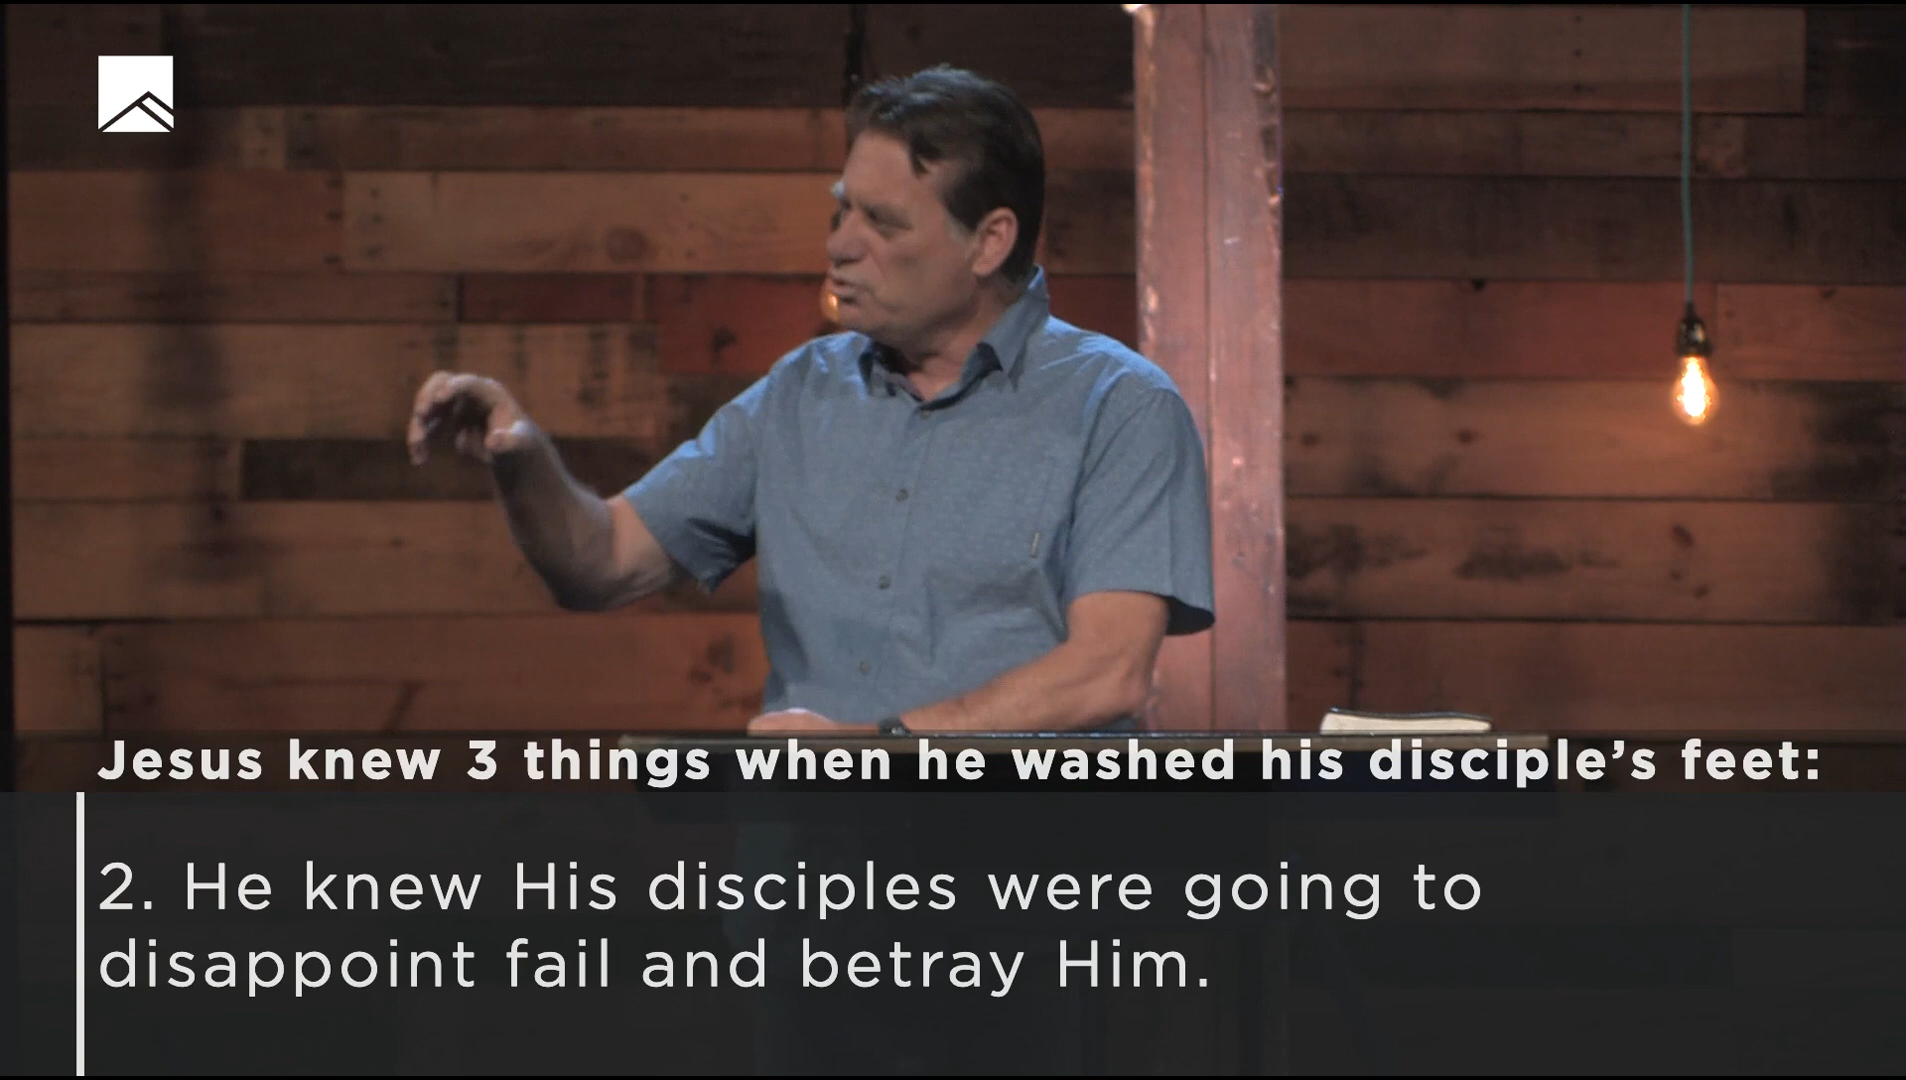 Jesus knew 3 things when he washed his disciple’s feet:
2. He knew His disciples were going to
disappoint fail and betray Him.